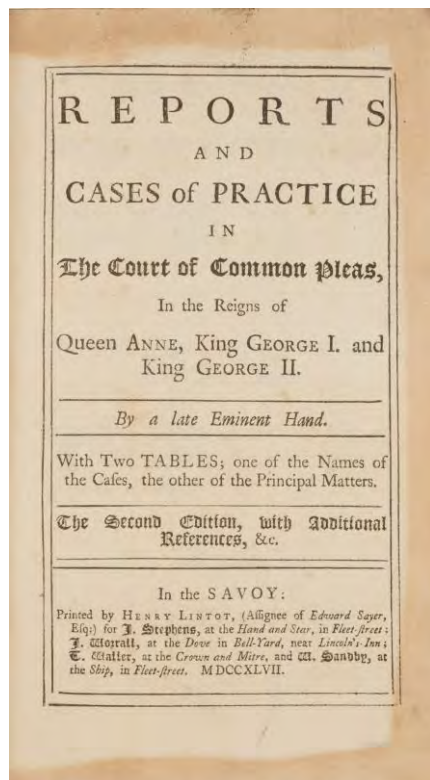 REPORTS
AND
CASES of PRACTICE
IN
The Court of Common Pleas,
In the Reigns of
Queen ANNE, King GEORGE I. and
King GEORGE II.
By a late Eminent Hand.
With Two TABLES; one of the Names of
the Caſes, the other of the Principal Matters.
The Second Edition, with Additional
References, &c.
In the SAVOY:
Printed by HENRY LINTOT, (Aſſignee of Edward Sayer,
Eſq;) for J. Stephens, at the Hand and Star, in Fleet-ſtreet;
J. Worrall, at the Dove in Bell-Yard, near Lincoln's-Inn;
T. Waller, at the Crown and Mitre, and W. Sandby, at
the Ship, in Fleet-ſtreet. MDCCXLVII.